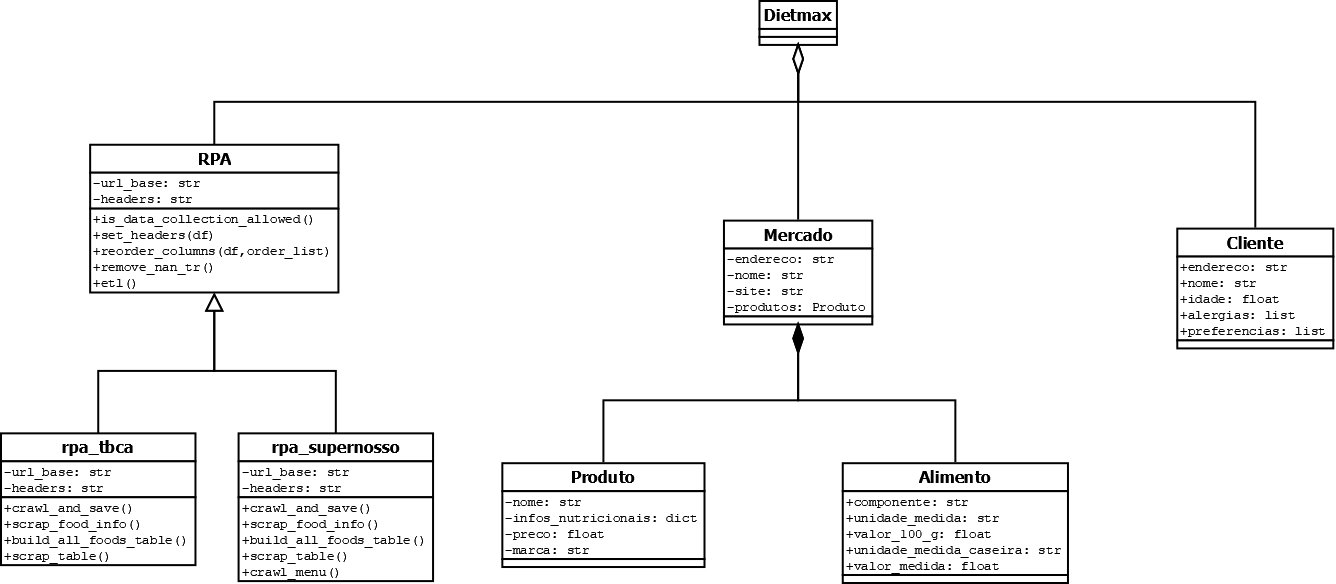 Dietmax
RPA
-url_base: str
-headers: str
+is_data_collection_allowed()
+set_headers(df)
+reorder_columns(df,order_list)
+remove_nan_tr()
+etl()
Mercado
-endereco: str
-nome: str
-site: str
-produtos: Produto
Cliente
+endereco: str
+nome: str
+idade: float
+alergias: list
+preferencias: list
rpa_tbca
-url_base: str
-headers: str
+crawl_and_save()
+scrap_food_info()
+build_all_foods_table()
+scrap_table()
rpa_supernosso
-url_base: str
-headers: str
+crawl_and_save()
+scrap_food_info()
+build_all_foods_table()
+scrap_table()
+crawl_menu()
Produto
-nome: str
-infos_nutricionais: dict
-preco: float
-marca: str
Alimento
+componente: str
+unidade_medida: str
+valor_100_g: float
+unidade_medida_caseira: str
+valor_medida: float